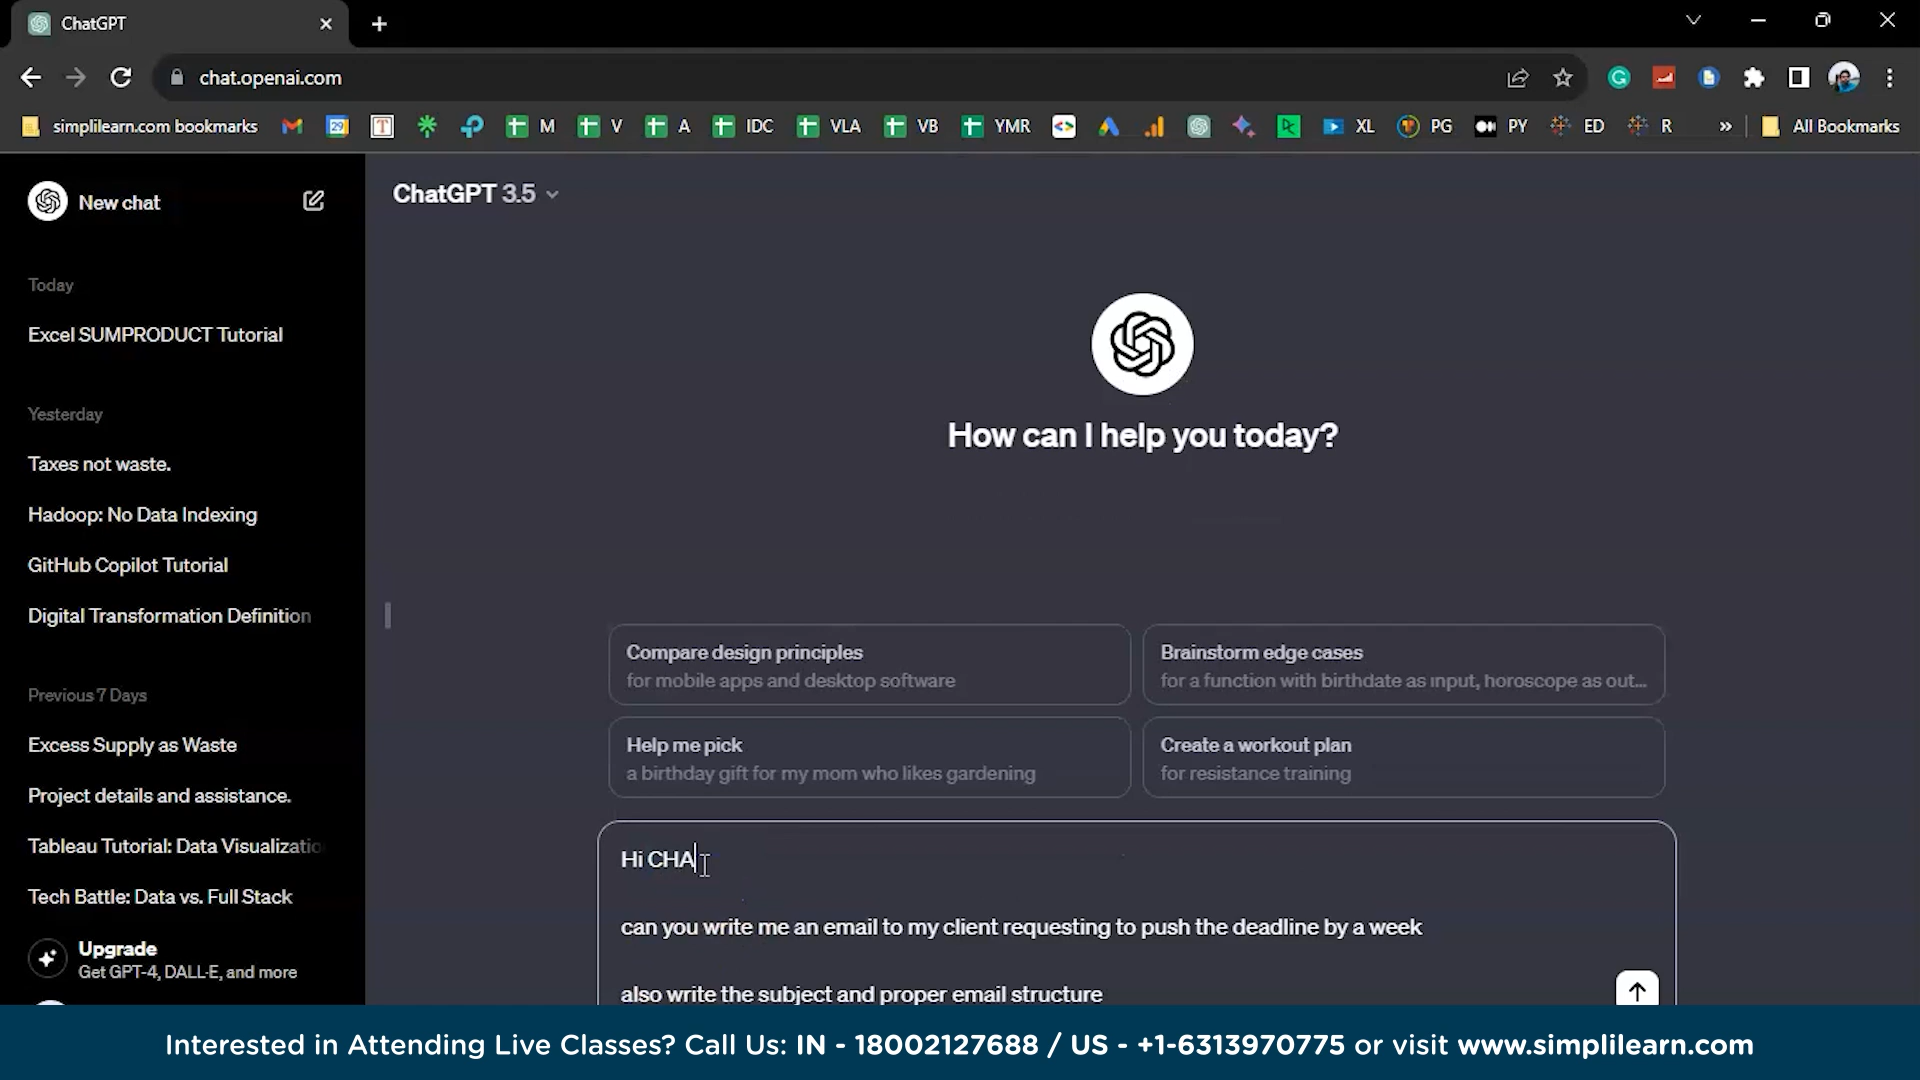 ChatGPT
chat.openai.com
simplilearn.com bookmarks 29 T M V A IDC VLA VB YMR XL PG PY ED R » All Bookmarks
New chat
ChatGPT 3.5
Today
Excel SUMPRODUCT Tutorial
Yesterday
Taxes not waste.
Hadoop: No Data Indexing
GitHub Copilot Tutorial
Digital Transformation Definition
Previous 7 Days
Excess Supply as Waste
Project details and assistance.
Tableau Tutorial: Data Visualizatio
Tech Battle: Data vs. Full Stack
Upgrade
Get GPT-4, DALL·E, and more
How can I help you today?
Compare design principles
for mobile apps and desktop software
Brainstorm edge cases
for a function with birthdate as input, horoscope as out...
Help me pick
a birthday gift for my mom who likes gardening
Create a workout plan
for resistance training
Hi CHA
can you write me an email to my client requesting to push the deadline by a week
also write the subject and proper email structure
Interested in Attending Live Classes? Call Us: IN - 18002127688 / US - +1-6313970775 or visit www.simplilearn.com